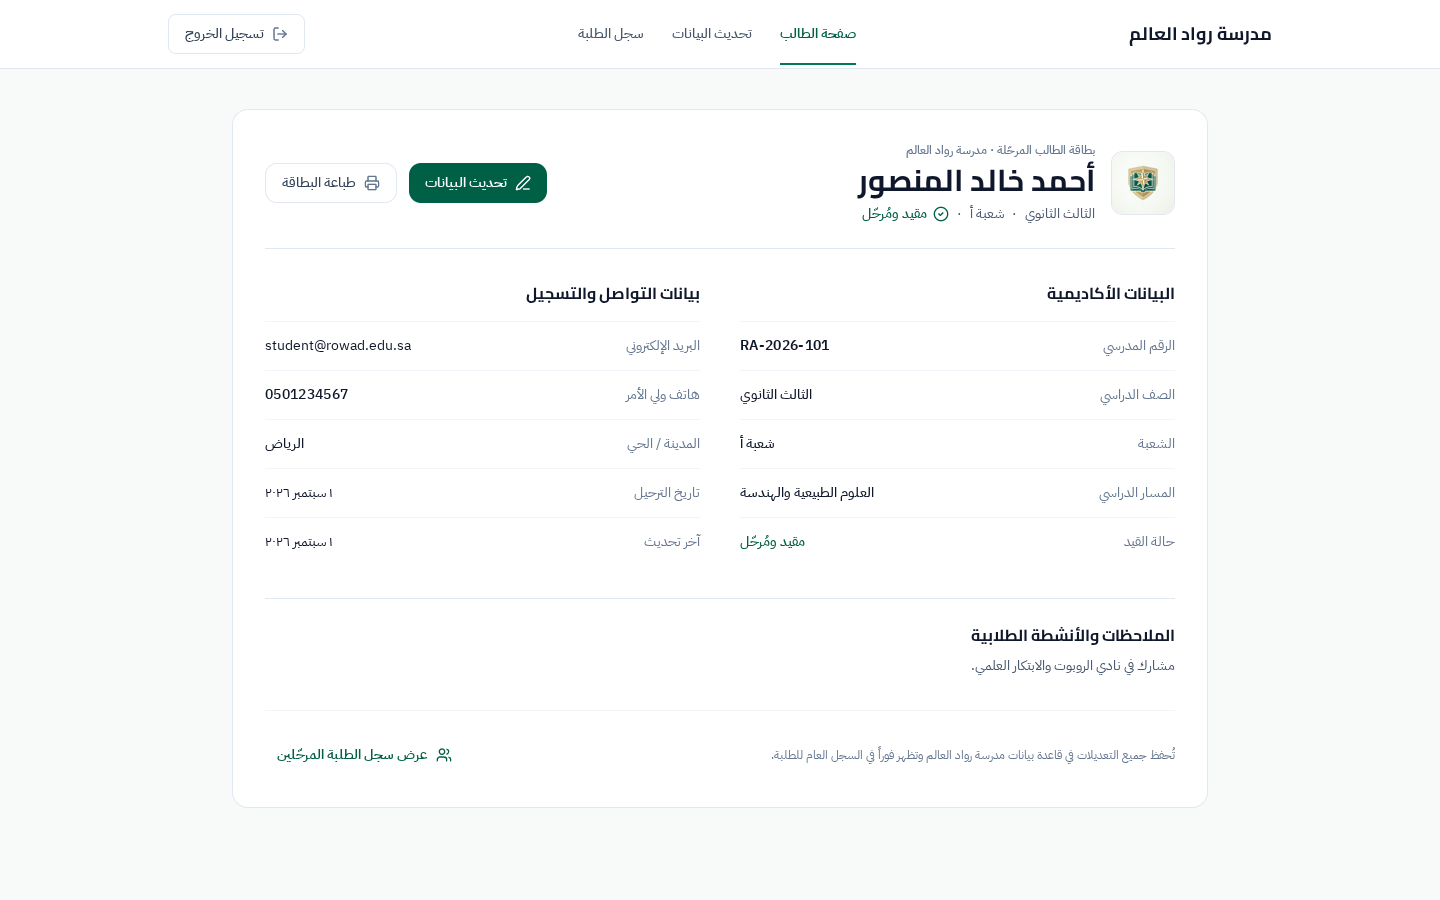 مدرسة رواد العالم
صفحة الطالب
تحديث البيانات
سجل الطلبة
تسجيل الخروج
بطاقة الطالب المرحّلة · مدرسة رواد العالم
أحمد خالد المنصور
الثالث الثانوي · شعبة أ · مقيد ومُرحّل
تحديث البيانات
طباعة البطاقة
البيانات الأكاديمية
الرقم المدرسي RA-2026-101
الصف الدراسي الثالث الثانوي
الشعبة شعبة أ
المسار الدراسي العلوم الطبيعية والهندسة
حالة القيد مقيد ومُرحّل
بيانات التواصل والتسجيل
البريد الإلكتروني student@rowad.edu.sa
هاتف ولي الأمر 0501234567
المدينة / الحي الرياض
تاريخ الترحيل ١ سبتمبر ٢٠٢٦
آخر تحديث ١ سبتمبر ٢٠٢٦
الملاحظات والأنشطة الطلابية
مشارك في نادي الروبوت والابتكار العلمي.
تُحفظ جميع التعديلات في قاعدة بيانات مدرسة رواد العالم وتظهر فوراً في السجل العام للطلبة.
عرض سجل الطلبة المرحّلين